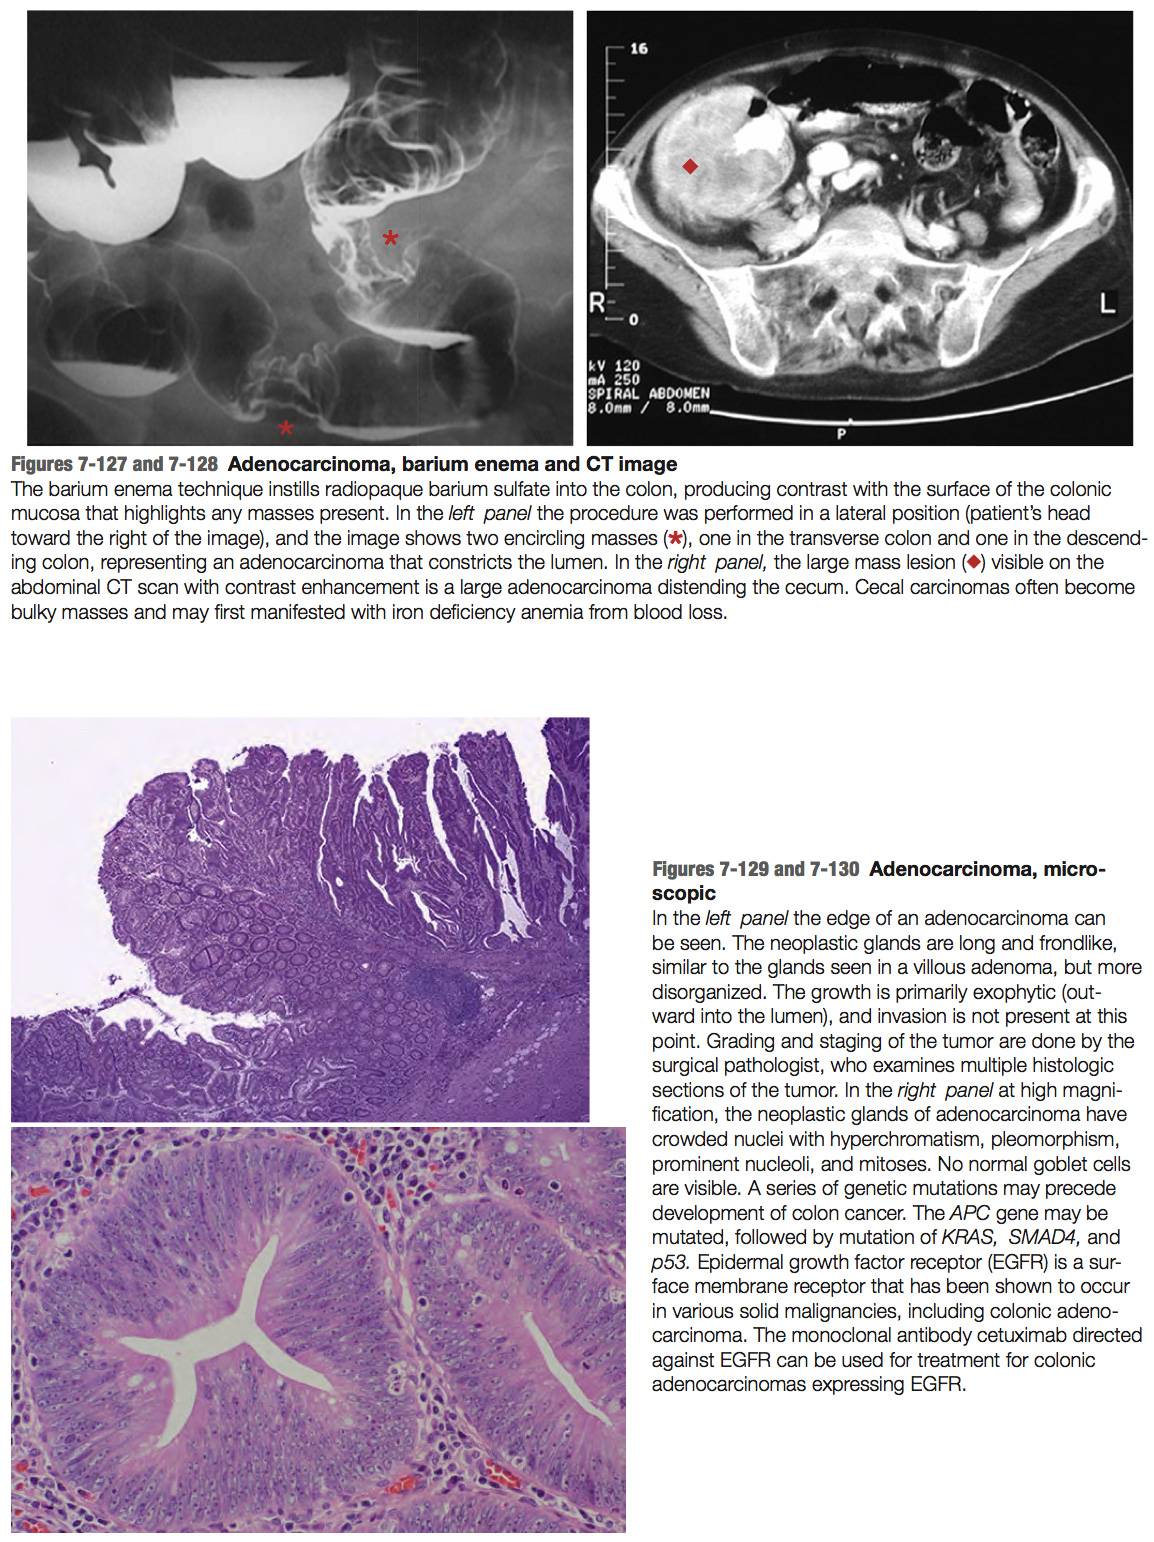 16
R
0
L
kV 120
mA 250
SPIRAL ABDOMEN
8.0mm / 8.0mm
P
Figures 7-127 and 7-128 Adenocarcinoma, barium enema and CT image
The barium enema technique instills radiopaque barium sulfate into the colon, producing contrast with the surface of the colonic
mucosa that highlights any masses present. In the left panel the procedure was performed in a lateral position (patient's head
toward the right of the image), and the image shows two encircling masses (*), one in the transverse colon and one in the descend-
ing colon, representing an adenocarcinoma that constricts the lumen. In the right panel, the large mass lesion (◆) visible on the
abdominal CT scan with contrast enhancement is a large adenocarcinoma distending the cecum. Cecal carcinomas often become
bulky masses and may first manifested with iron deficiency anemia from blood loss.
Figures 7-129 and 7-130 Adenocarcinoma, micro-
scopic
In the left panel the edge of an adenocarcinoma can
be seen. The neoplastic glands are long and frondlike,
similar to the glands seen in a villous adenoma, but more
disorganized. The growth is primarily exophytic (out-
ward into the lumen), and invasion is not present at this
point. Grading and staging of the tumor are done by the
surgical pathologist, who examines multiple histologic
sections of the tumor. In the right panel at high magni-
fication, the neoplastic glands of adenocarcinoma have
crowded nuclei with hyperchromatism, pleomorphism,
prominent nucleoli, and mitoses. No normal goblet cells
are visible. A series of genetic mutations may precede
development of colon cancer. The APC gene may be
mutated, followed by mutation of KRAS, SMAD4, and
p53. Epidermal growth factor receptor (EGFR) is a sur-
face membrane receptor that has been shown to occur
in various solid malignancies, including colonic adeno-
carcinoma. The monoclonal antibody cetuximab directed
against EGFR can be used for treatment for colonic
adenocarcinomas expressing EGFR.